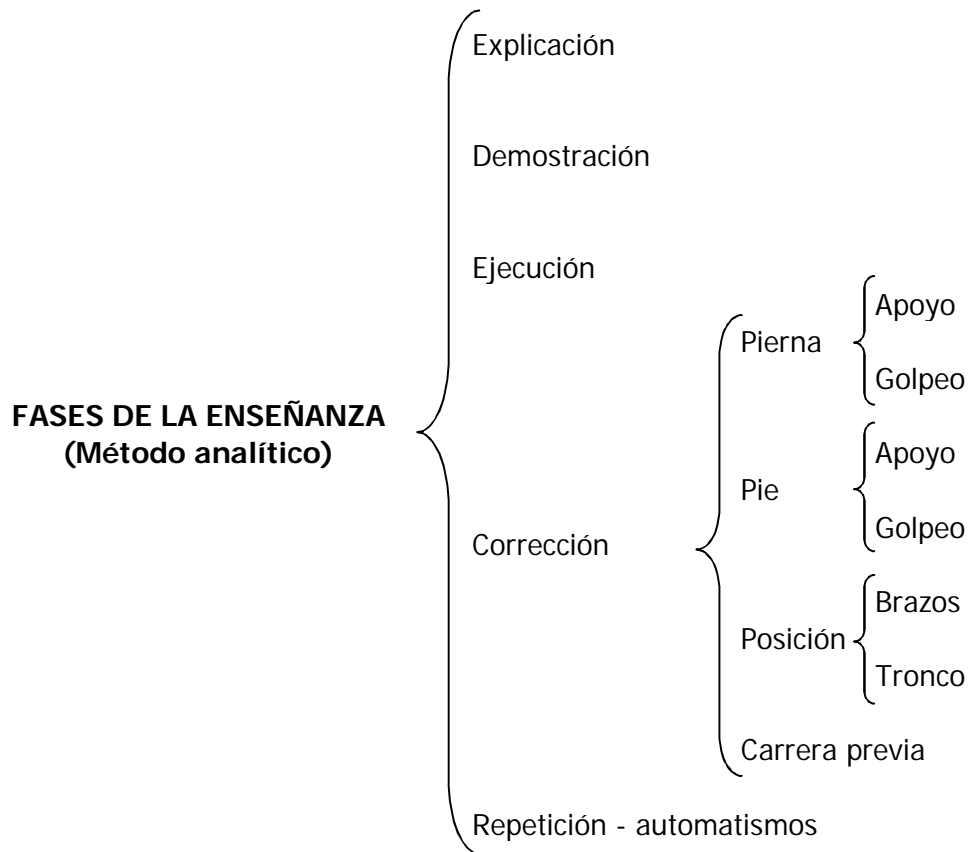 Explicación
Demostración
Ejecución
FASES DE LA ENSEÑANZA
(Método analítico)
Corrección
Pierna
Apoyo
Golpeo
Pie
Apoyo
Golpeo
Posición
Brazos
Tronco
Carrera previa
Repetición - automatismos